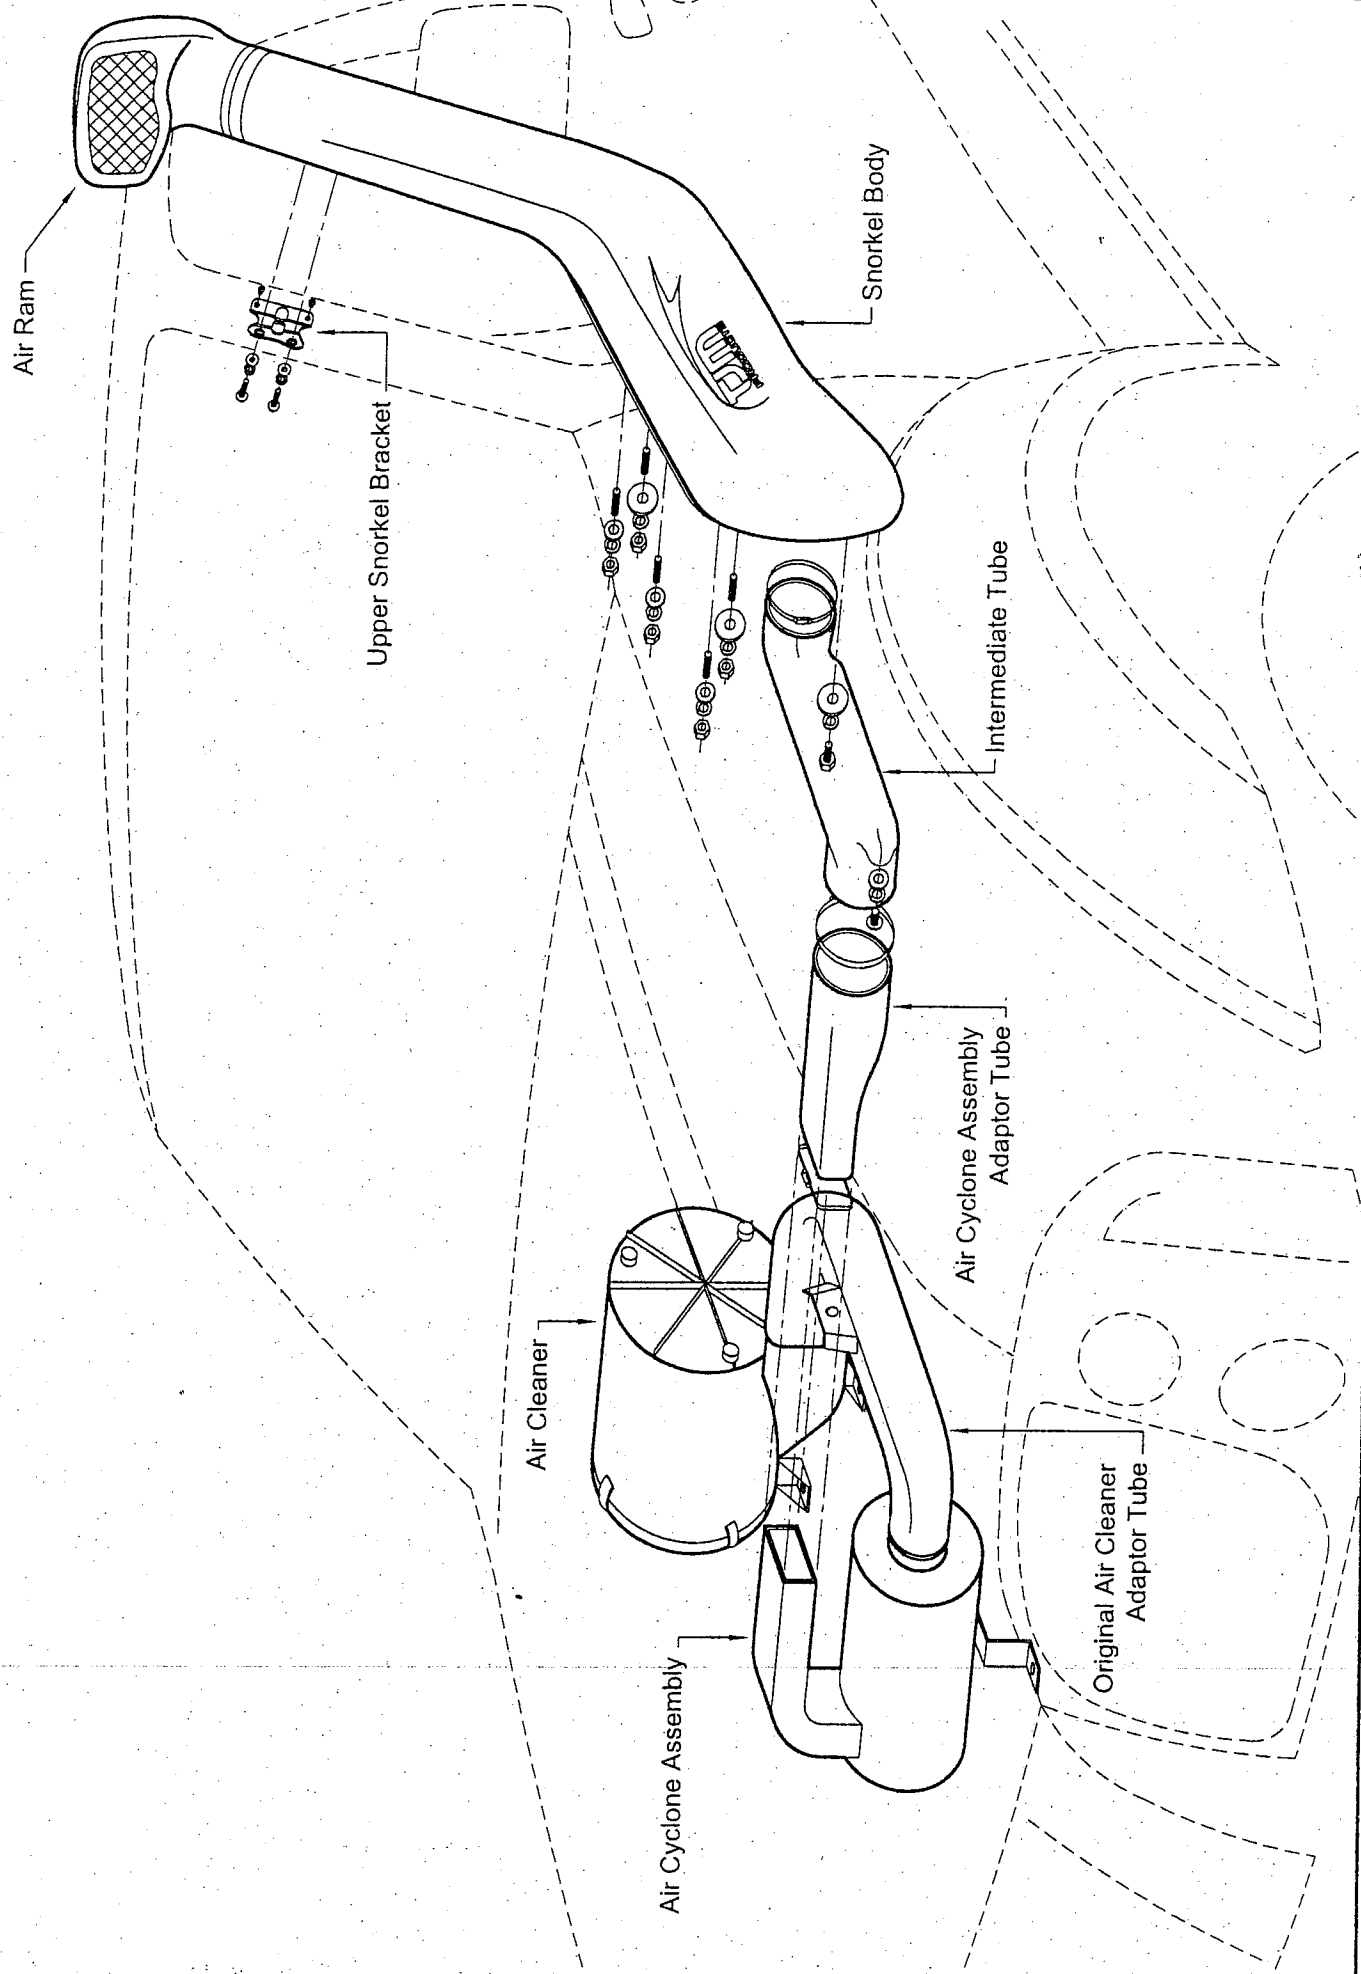 Air Ram
Upper Snorkel Bracket
Snorkel Body
Intermediate Tube
Air Cyclone Assembly
Adaptor Tube
Air Cleaner
Original Air Cleaner
Adaptor Tube
Air Cyclone Assembly